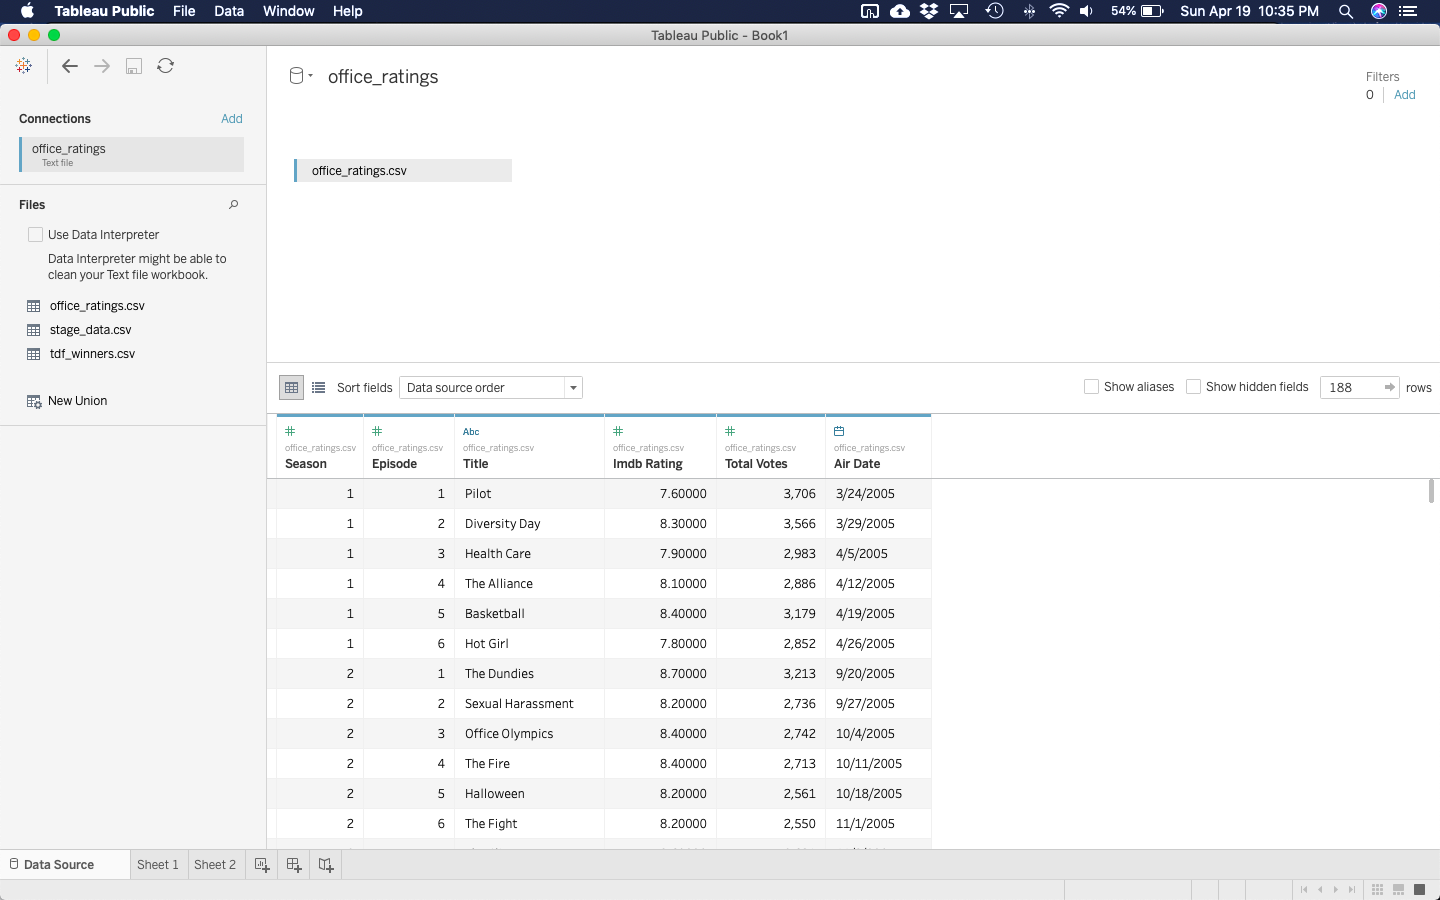 Tableau Public File Data Window Help 54% Sun Apr 19 10:35 PM
Tableau Public - Book1
office_ratings
Filters
0 Add
Connections Add
office_ratings
Text file
office_ratings.csv
Files
Use Data Interpreter
Data Interpreter might be able to
clean your Text file workbook.
office_ratings.csv
stage_data.csv
tdf_winners.csv
New Union
Sort fields Data source order Show aliases Show hidden fields 188 rows
Abc
office_ratings.csv office_ratings.csv office_ratings.csv office_ratings.csv office_ratings.csv office_ratings.csv
Season Episode Title Imdb Rating Total Votes Air Date
1 1 Pilot 7.60000 3,706 3/24/2005
1 2 Diversity Day 8.30000 3,566 3/29/2005
1 3 Health Care 7.90000 2,983 4/5/2005
1 4 The Alliance 8.10000 2,886 4/12/2005
1 5 Basketball 8.40000 3,179 4/19/2005
1 6 Hot Girl 7.80000 2,852 4/26/2005
2 1 The Dundies 8.70000 3,213 9/20/2005
2 2 Sexual Harassment 8.20000 2,736 9/27/2005
2 3 Office Olympics 8.40000 2,742 10/4/2005
2 4 The Fire 8.40000 2,713 10/11/2005
2 5 Halloween 8.20000 2,561 10/18/2005
2 6 The Fight 8.20000 2,550 11/1/2005
Data Source Sheet 1 Sheet 2